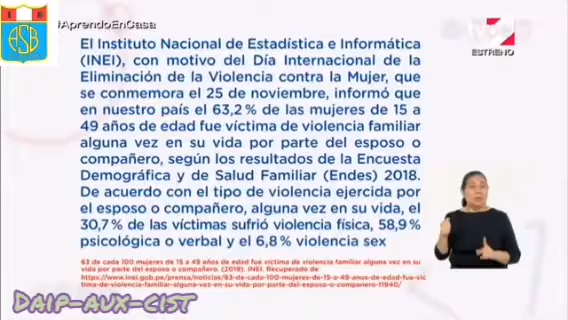 #AprendoEnCasa
ASB
ESTRENO
El Instituto Nacional de Estadística e Informática
(INEI), con motivo del Día Internacional de la
Eliminación de la Violencia contra la Mujer, que
se conmemora el 25 de noviembre, informó que
en nuestro país el 63,2 % de las mujeres de 15 a
49 años de edad fue víctima de violencia familiar
alguna vez en su vida por parte del esposo o
compañero, según los resultados de la Encuesta
Demográfica y de Salud Familiar (Endes) 2018.
De acuerdo con el tipo de violencia ejercida por
el esposo o compañero, alguna vez en su vida, el
30,7 % de las víctimas sufrió violencia física, 58,9 %
psicológica o verbal y el 6,8 % violencia sex
63 de cada 100 mujeres de 15 a 49 años de edad fue víctima de violencia familiar alguna vez en su
vida por parte del esposo o compañero. (2019). INEI. Recuperado de
https://www.inei.gob.pe/prensa/noticias/63-de-cada-100-mujeres-de-15-a-49-anos-de-edad-fue-vic
tima-de-violencia-familiar-alguna-vez-en-su-vida-por-parte-del-esposo-o-companero-11940/
DAIP-AUX-CIST